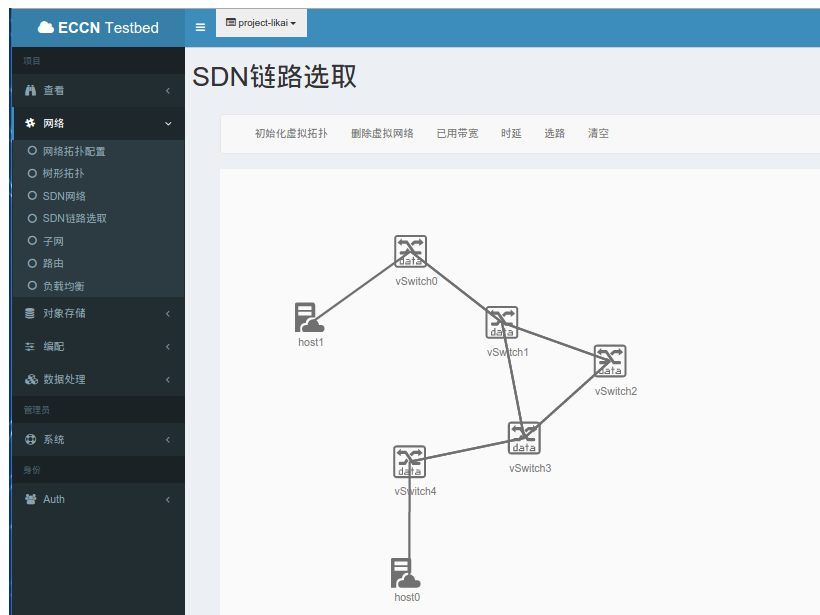 ECCN Testbed
project-likai
项目
查看
网络
网络拓扑配置
树形拓扑
SDN网络
SDN链路选取
子网
路由
负载均衡
对象存储
编配
数据处理
管理员
系统
身份
Auth
SDN链路选取
初始化虚拟拓扑 删除虚拟网络 已用带宽 时延 选路 清空
data
vSwitch0
host1
data
vSwitch1
data
vSwitch2
data
vSwitch3
data
vSwitch4
host0